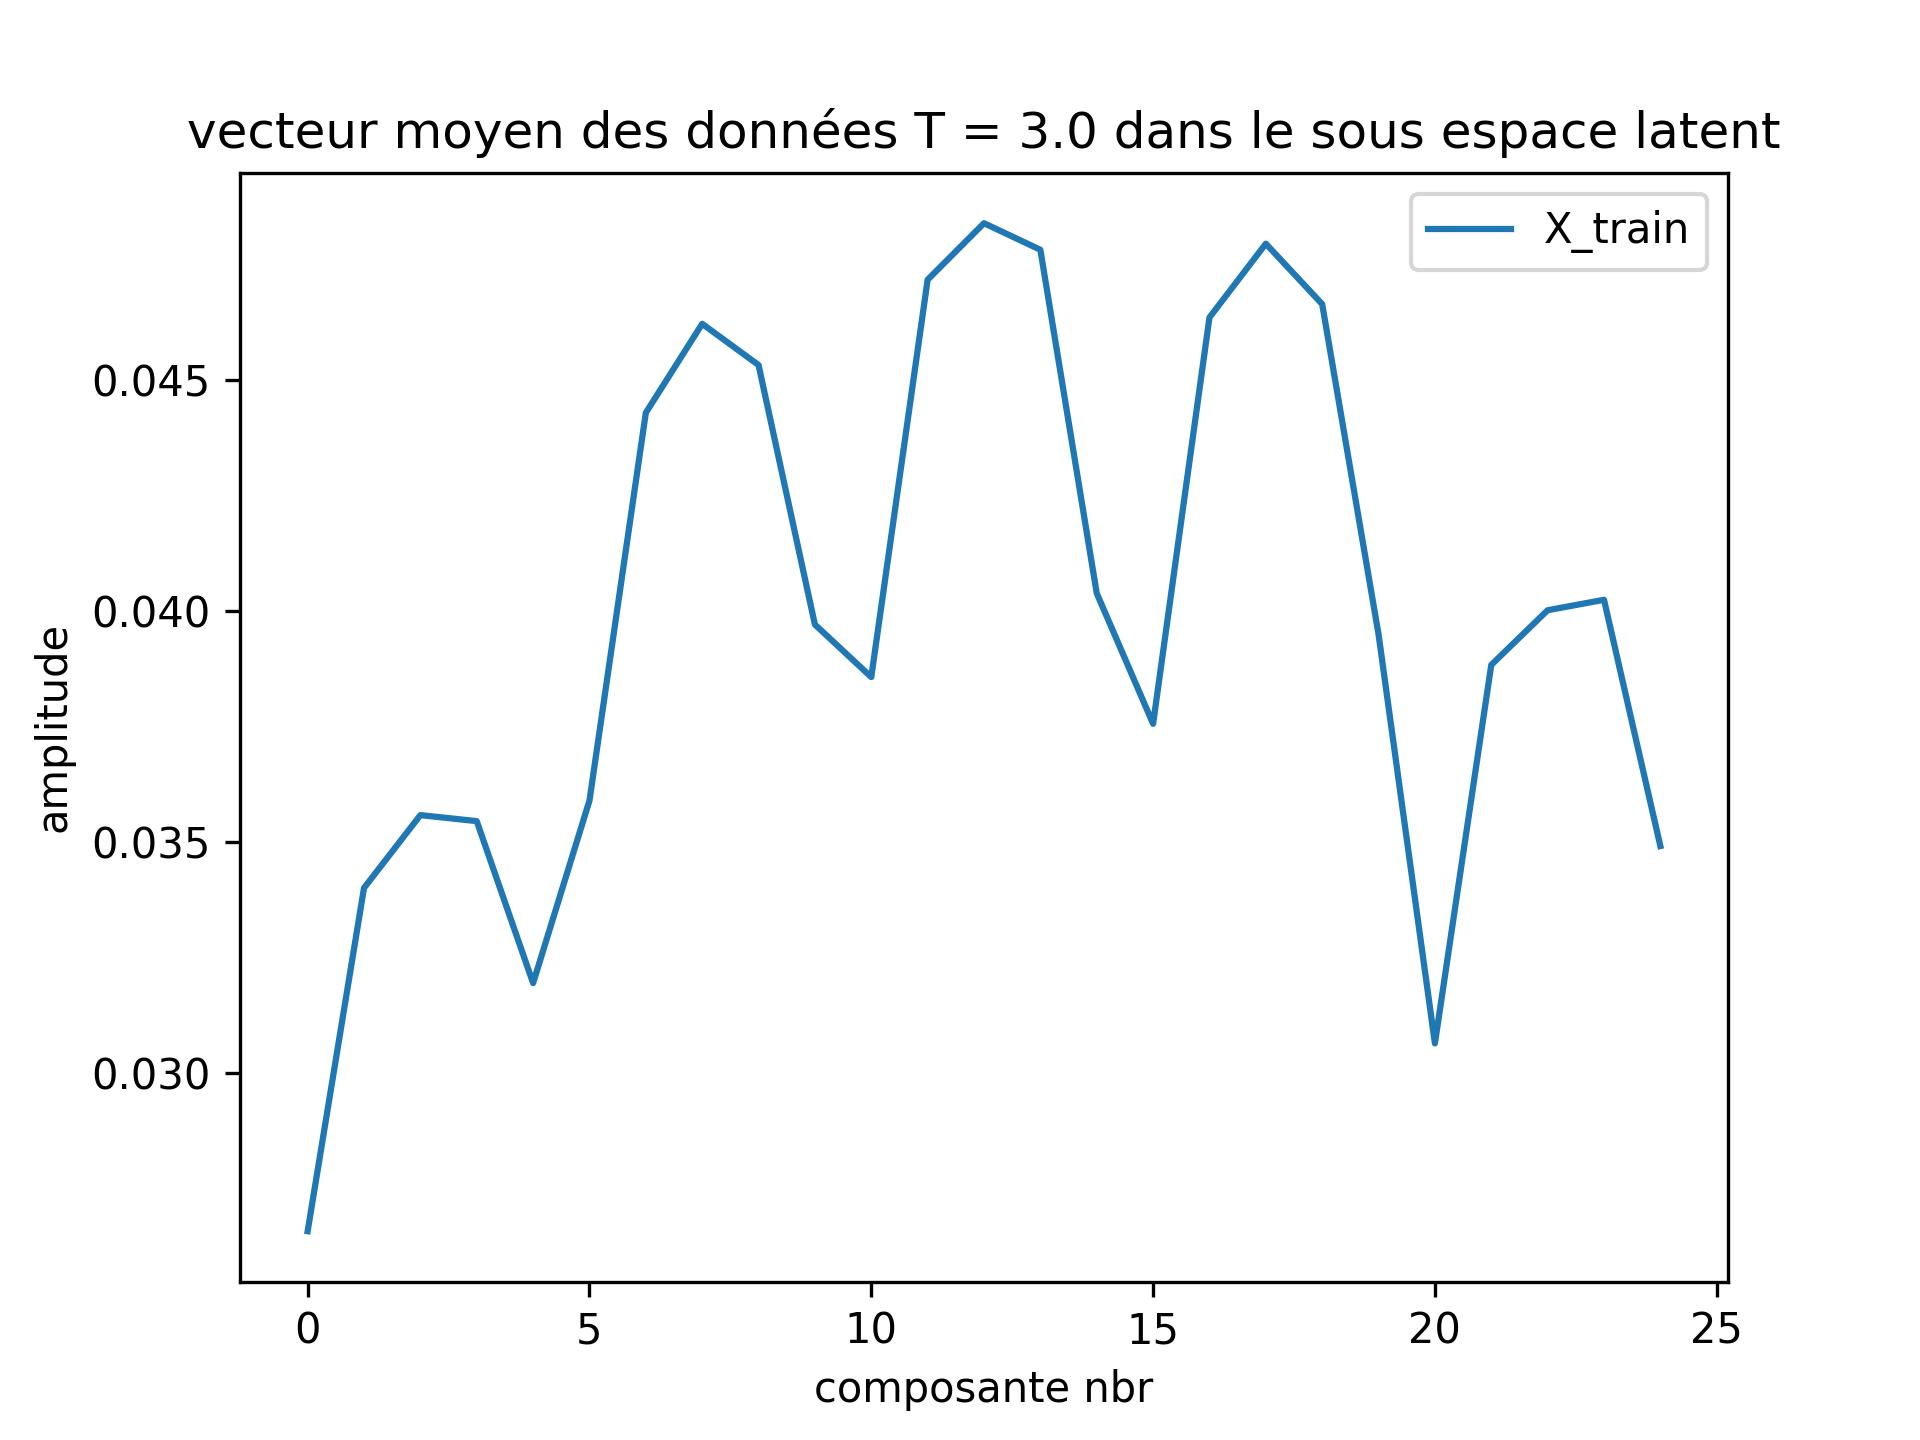 vecteur moyen des données T = 3.0 dans le sous espace latent
X_train
0.045
0.040
0.035
0.030
amplitude
0 5 10 15 20 25
composante nbr